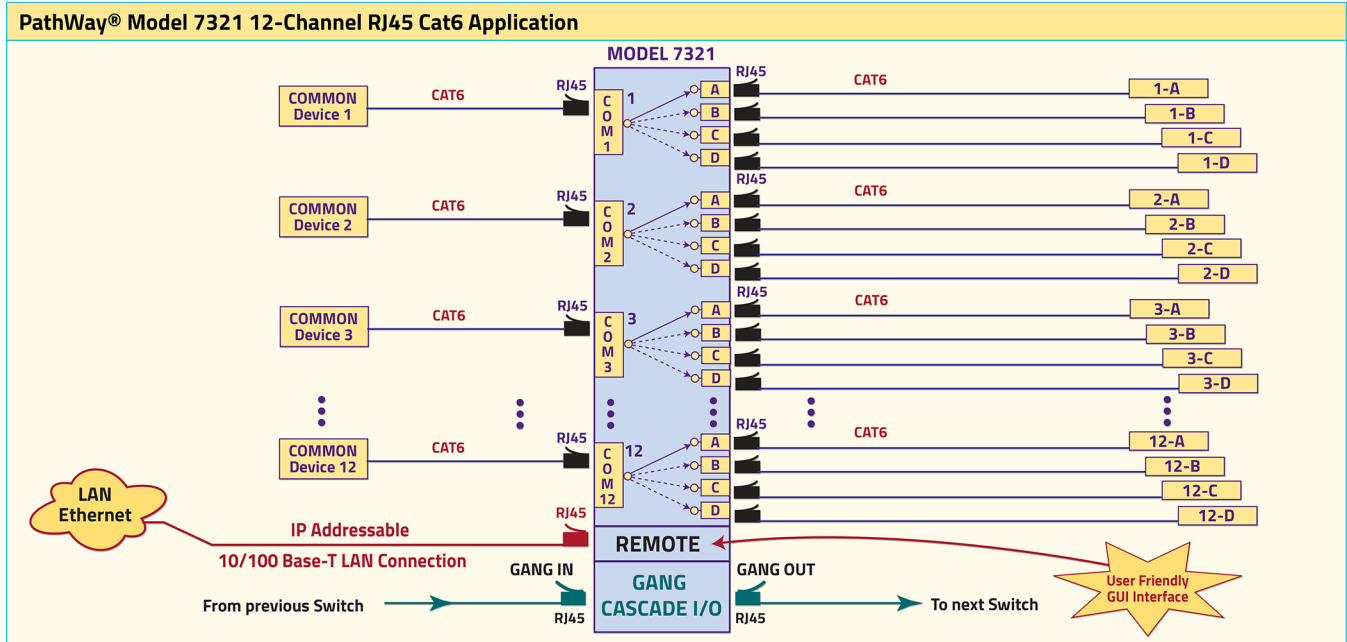 PathWay® Model 7321 12-Channel RJ45 Cat6 Application
MODEL 7321
COMMON
Device 1
CAT6
RJ45
C
O
M
1
1
A
B
C
D
RJ45
CAT6
1-A
1-B
1-C
1-D
COMMON
Device 2
CAT6
RJ45
C
O
M
2
2
A
B
C
D
RJ45
CAT6
2-A
2-B
2-C
2-D
COMMON
Device 3
CAT6
RJ45
C
O
M
3
3
A
B
C
D
RJ45
CAT6
3-A
3-B
3-C
3-D
COMMON
Device 12
CAT6
RJ45
C
O
M
12
12
A
B
C
D
RJ45
CAT6
12-A
12-B
12-C
12-D
LAN
Ethernet
IP Addressable
10/100 Base-T LAN Connection
RJ45
REMOTE
User Friendly
GUI Interface
From previous Switch
GANG IN
RJ45
GANG
CASCADE I/O
GANG OUT
RJ45
To next Switch